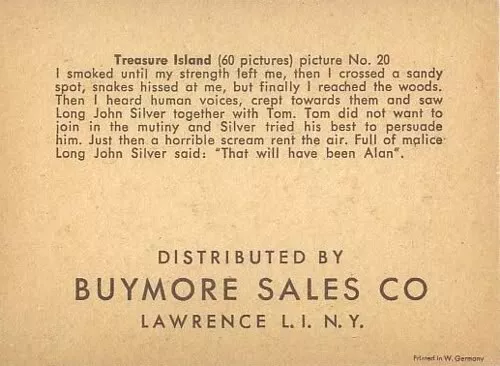 Treasure Island (60 pictures) picture No. 20
I smoked until my strength left me, then I crossed a sandy
spot, snakes hissed at me, but finally I reached the woods.
Then I heard human voices, crept towards them and saw
Long John Silver together with Tom. Tom did not want to
join in the mutiny and Silver tried his best to persuade
him. Just then a horrible scream rent the air. Full of malice
Long John Silver said: "That will have been Alan".
DISTRIBUTED BY
BUYMORE SALES CO
LAWRENCE L. I. N. Y.
Printed in W. Germany